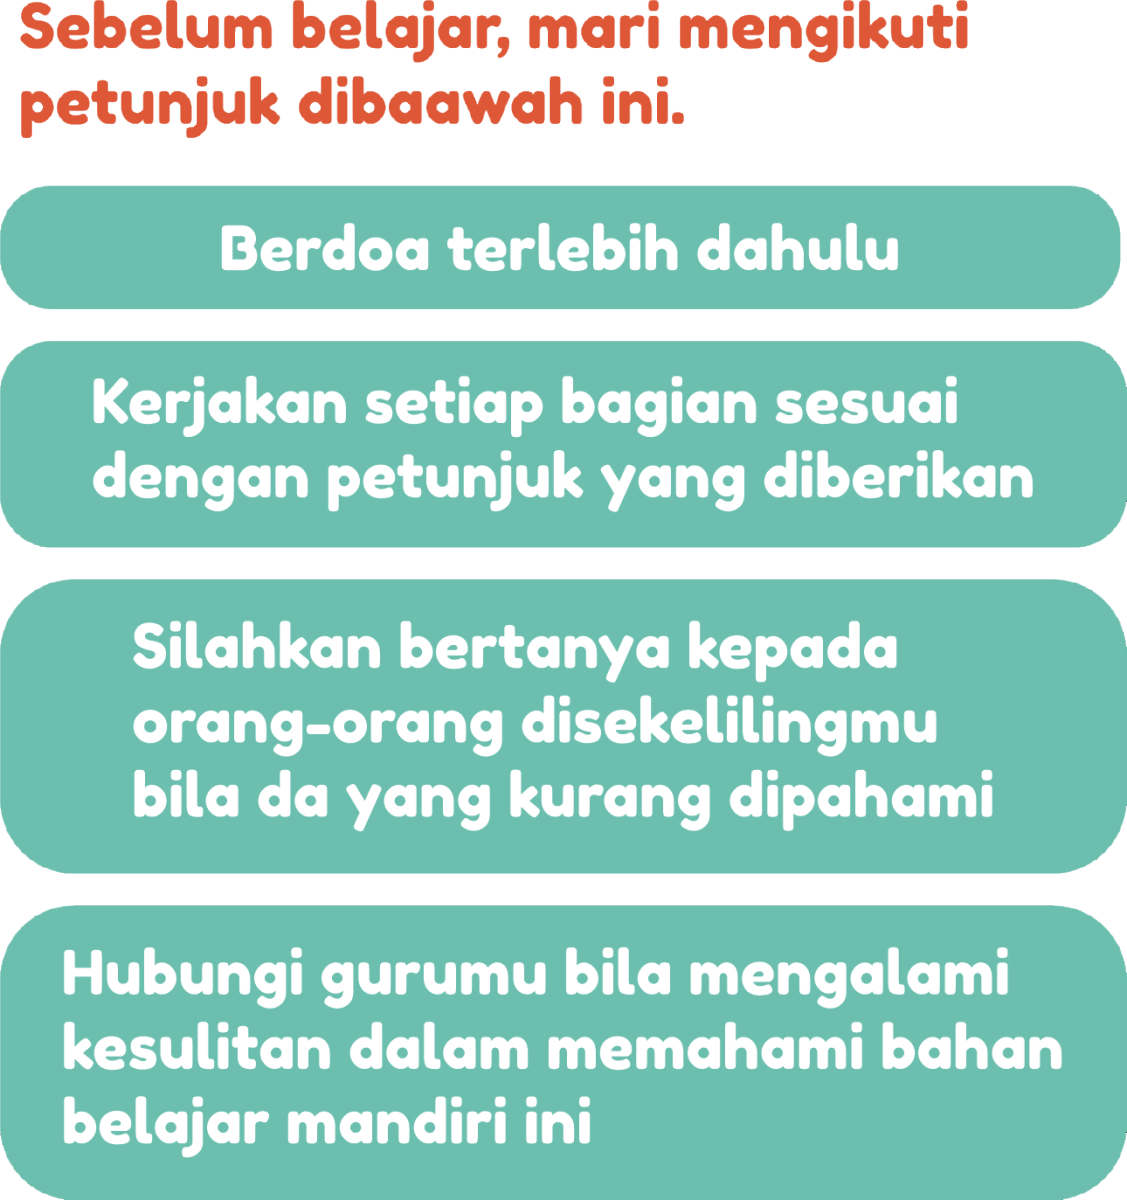 Sebelum belajar, mari mengikuti
petunjuk dibaawah ini.
Berdoa terlebih dahulu
Kerjakan setiap bagian sesuai
dengan petunjuk yang diberikan
Silahkan bertanya kepada
orang-orang disekelilingmu
bila da yang kurang dipahami
Hubungi gurumu bila mengalami
kesulitan dalam memahami bahan
belajar mandiri ini